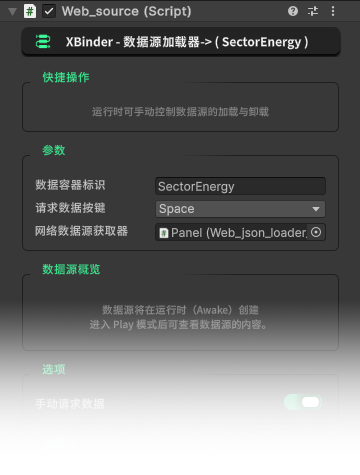 Web_source (Script)
XBinder - 数据源加载器-> ( SectorEnergy )
快捷操作
运行时可手动控制数据源的加载与卸载
参数
数据容器标识 SectorEnergy
请求数据按键 Space
网络数据源获取器 Panel (Web_json_loader_
数据源概览
数据源将在运行时（Awake）创建
进入 Play 模式后可查看数据源的内容。
选项
手动请求数据